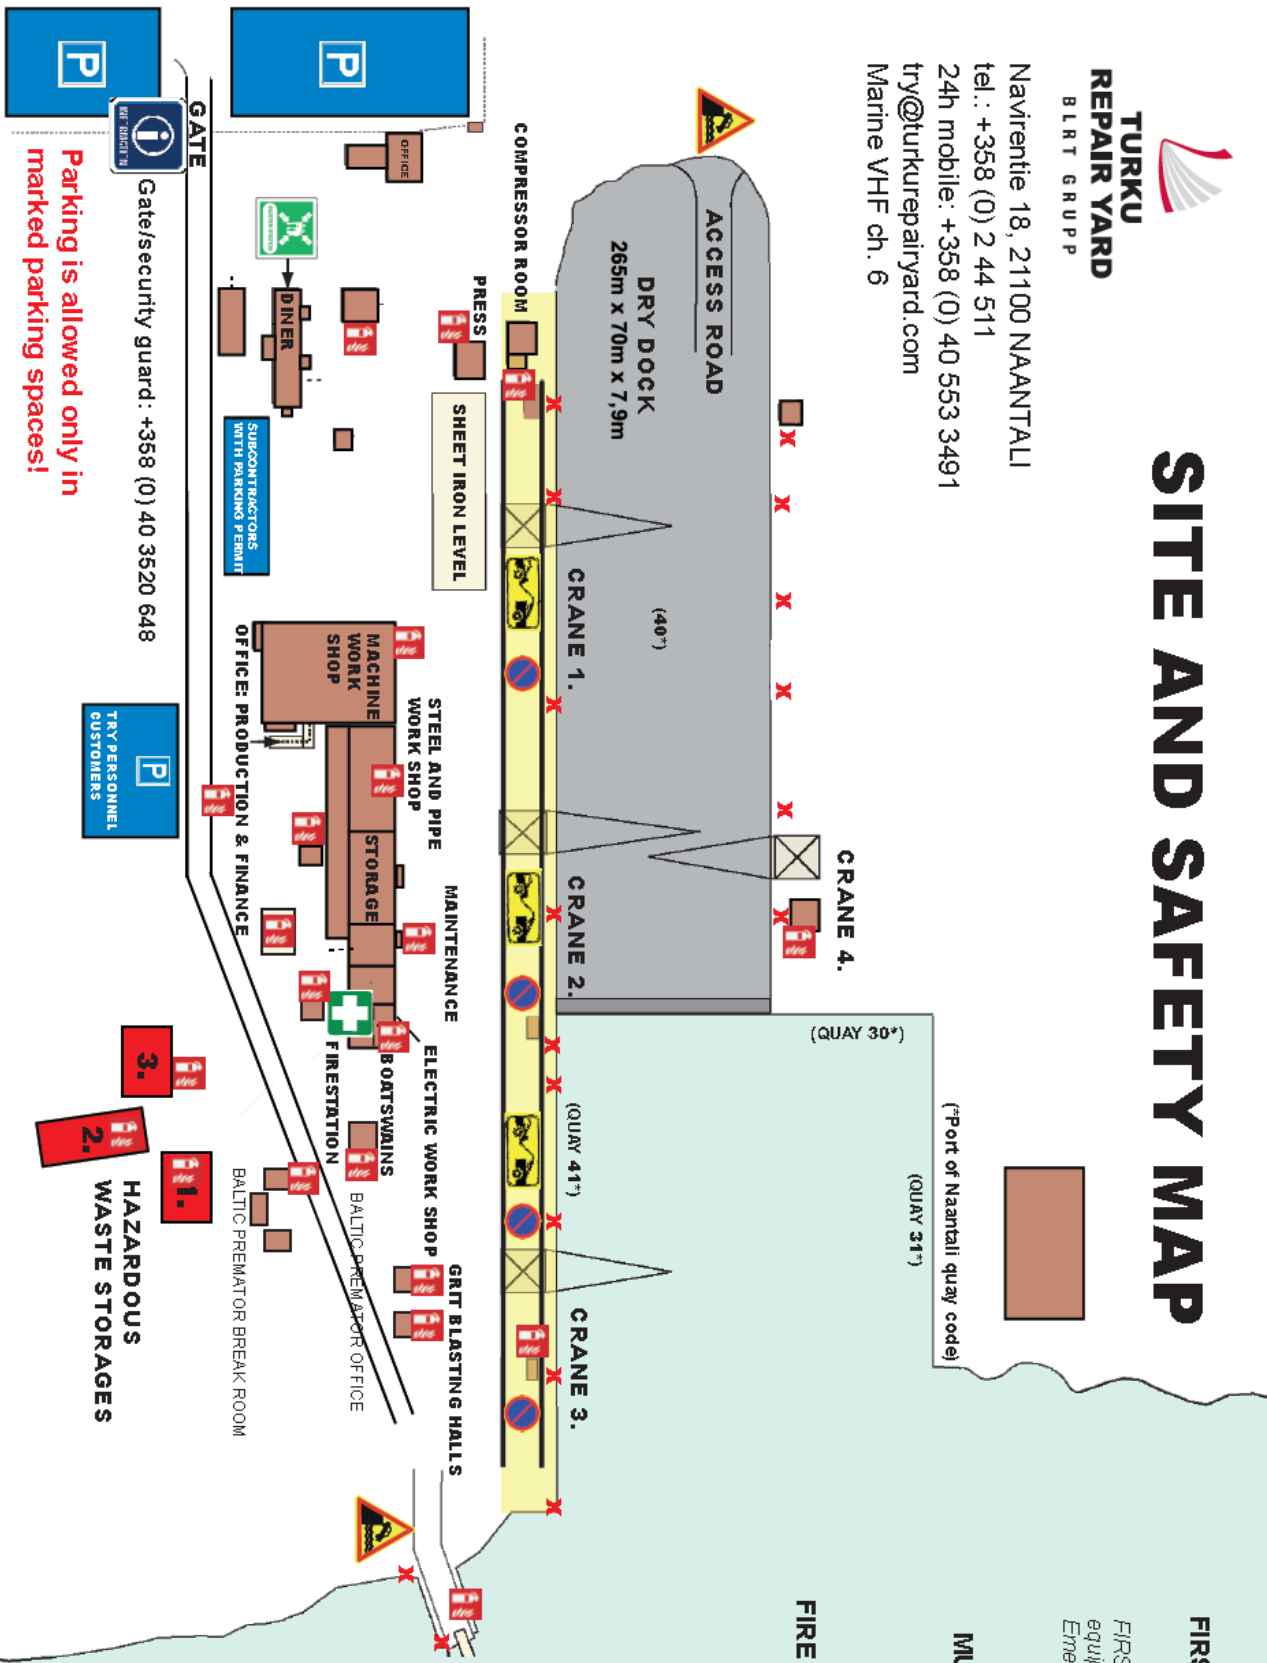 SITE AND SAFETY MAP
TURKU
REPAIR YARD
BLRT GRUPP
Navirentie 18, 21100 NAANTALI
tel.: +358 (0) 2 44 511
24h mobile: +358 (0) 40 553 3491
try@turkurepairyard.com
Marine VHF ch. 6
ACCESS ROAD
DRY DOCK
265m x 70m x 7,9m
(40*)
CRANE 4.
(QUAY 30*)
(*Port of Naantali quay code)
(QUAY 31*)
CRANE 1.
CRANE 2.
(QUAY 41*)
CRANE 3.
COMPRESSOR ROOM
PRESS
SHEET IRON LEVEL
OFFICE
DINER
SUBCONTRACTORS
WITH PARKING PERMIT
MACHINE
WORK
SHOP
STEEL AND PIPE
WORK SHOP
STORAGE
MAINTENANCE
ELECTRIC WORK SHOP
BOATSWAINS
FIRESTATION
GRIT BLASTING HALLS
OFFICE: PRODUCTION & FINANCE
BALTIC PREMATOR OFFICE
BALTIC PREMATOR BREAK ROOM
P
P
GATE
i
INFORMATION
Gate/security guard: +358 (0) 40 3520 648
Parking is allowed only in
marked parking spaces!
P
TRY PERSONNEL
CUSTOMERS
1.
2.
3.
HAZARDOUS
WASTE STORAGES
FIRE